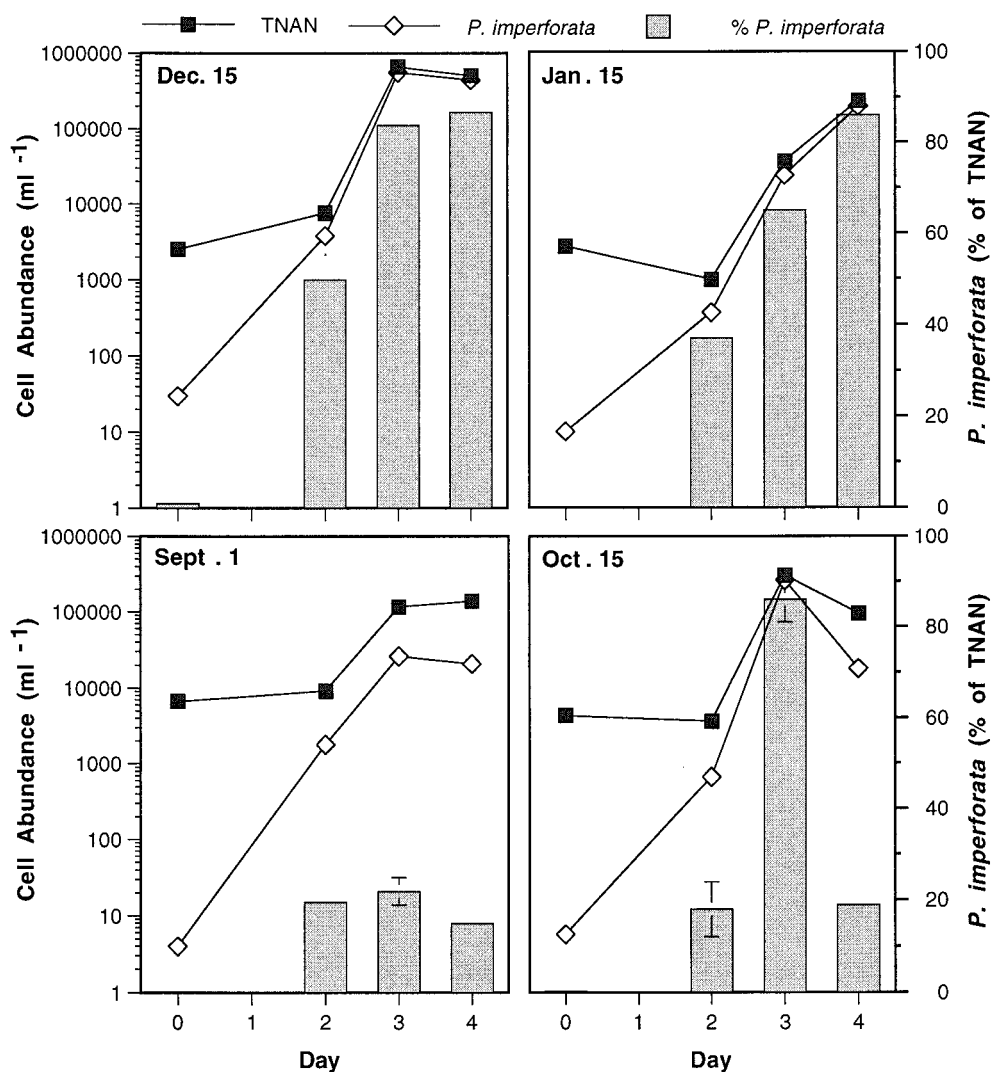 TNAN P. imperforata % P. imperforata
Dec. 15
Jan. 15
Cell Abundance (ml -1)
1000000
100000
10000
1000
100
10
1
100
80
60
40
20
0
P. imperforata (% of TNAN)
Sept. 1
Oct. 15
Cell Abundance (ml -1)
1000000
100000
10000
1000
100
10
1
100
80
60
40
20
0
P. imperforata (% of TNAN)
0 1 2 3 4
0 1 2 3 4
Day
Day